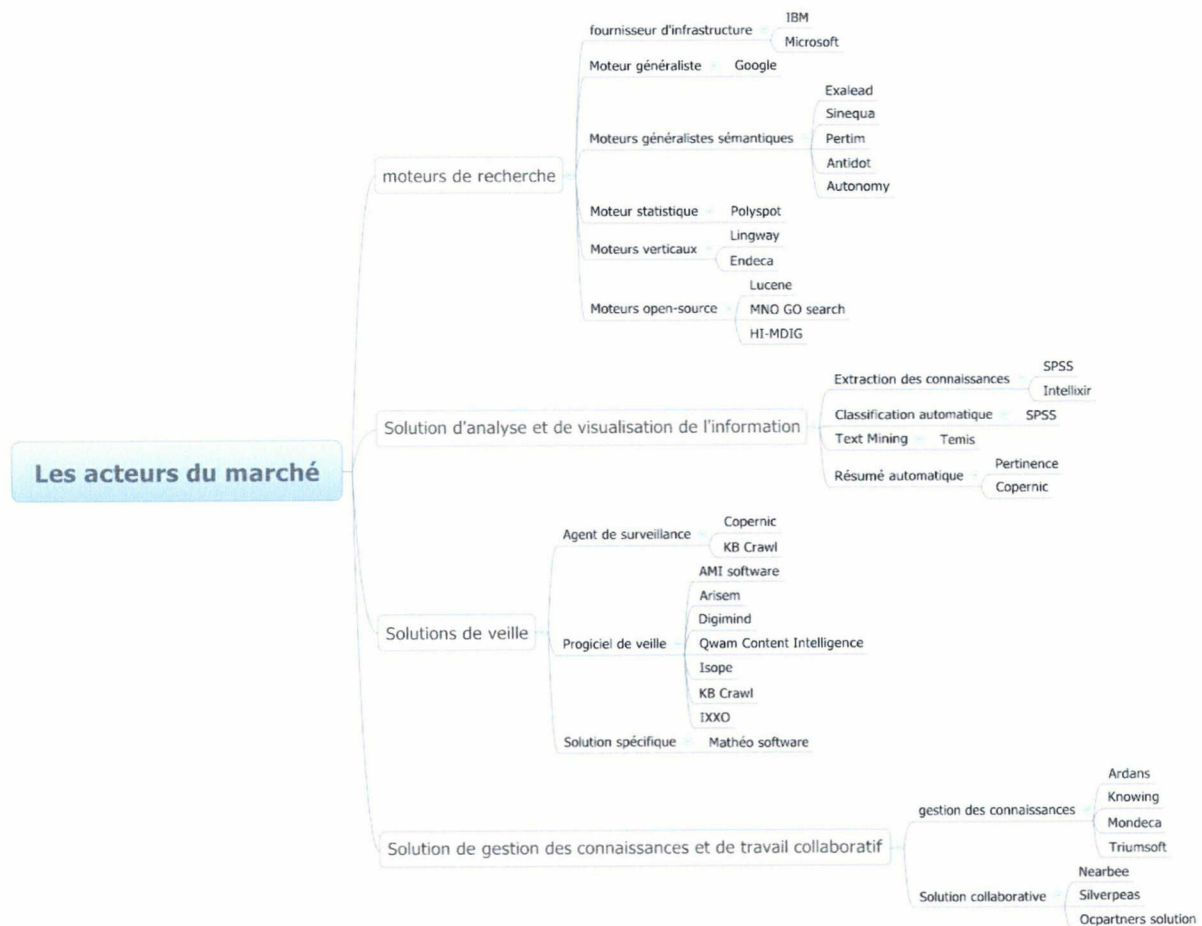 Les acteurs du marché
moteurs de recherche
fournisseur d'infrastructure
IBM
Microsoft
Moteur généraliste
Google
Moteurs généralistes sémantiques
Exalead
Sinequa
Pertim
Antidot
Autonomy
Moteur statistique
Polyspot
Moteurs verticaux
Lingway
Endeca
Moteurs open-source
Lucene
MNO GO search
HI-MDIG
Solution d'analyse et de visualisation de l'information
Extraction des connaissances
SPSS
Intellixir
Classification automatique
SPSS
Text Mining
Temis
Résumé automatique
Pertinence
Copernic
Solutions de veille
Agent de surveillance
Copernic
KB Crawl
Progiciel de veille
AMI software
Arisem
Digimind
Qwam Content Intelligence
Isope
KB Crawl
IXXO
Solution spécifique
Mathéo software
Solution de gestion des connaissances et de travail collaboratif
gestion des connaissances
Ardans
Knowing
Mondeca
Triumsoft
Solution collaborative
Nearbee
Silverpeas
Ocpartners solution